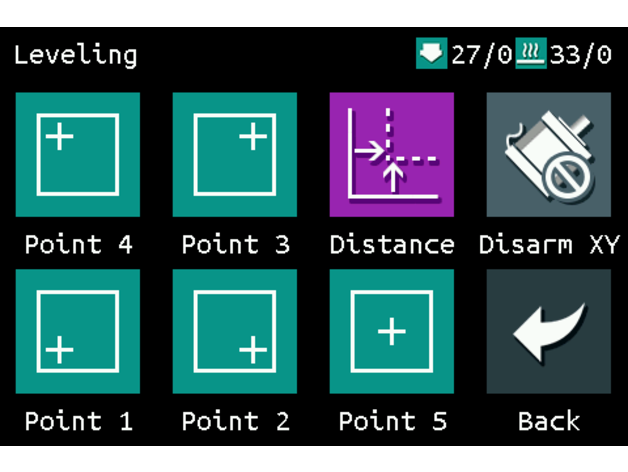 Leveling 27/0 33/0
Point 4 Point 3 Distance Disarm XY
Point 1 Point 2 Point 5 Back